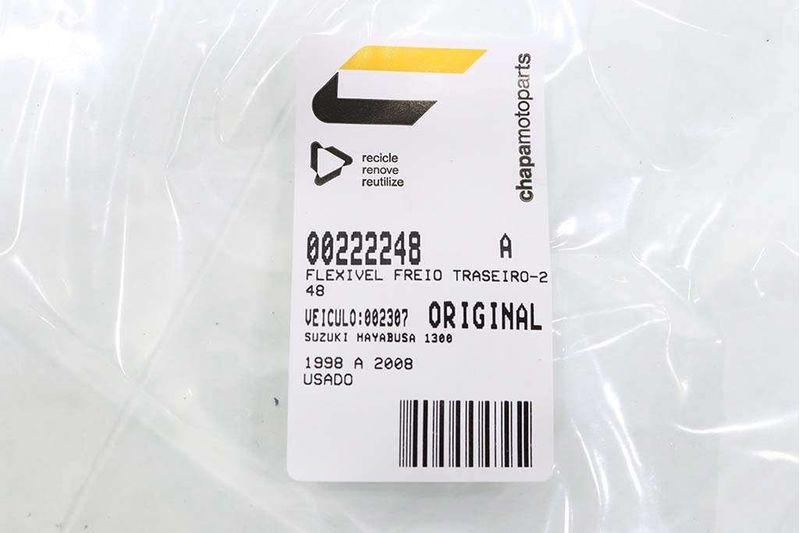 chapamotoparts
recicle
renove
reutilize
00222248 A
FLEXIVEL FREIO TRASEIRO-2
48
VEICULO:002307 ORIGINAL
SUZUKI HAYABUSA 1300
1998 A 2008
USADO